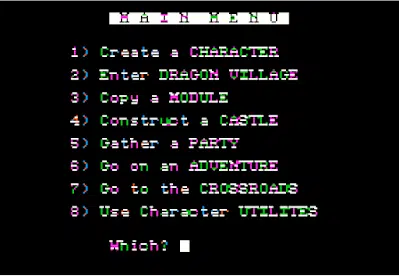 MAIN MENU
1) Create a CHARACTER
2) Enter DRAGON VILLAGE
3) Copy a MODULE
4) Construct a CASTLE
5) Gather a PARTY
6) Go on an ADVENTURE
7) Go to the CROSSROADS
8) Use Character UTILITES
Which?